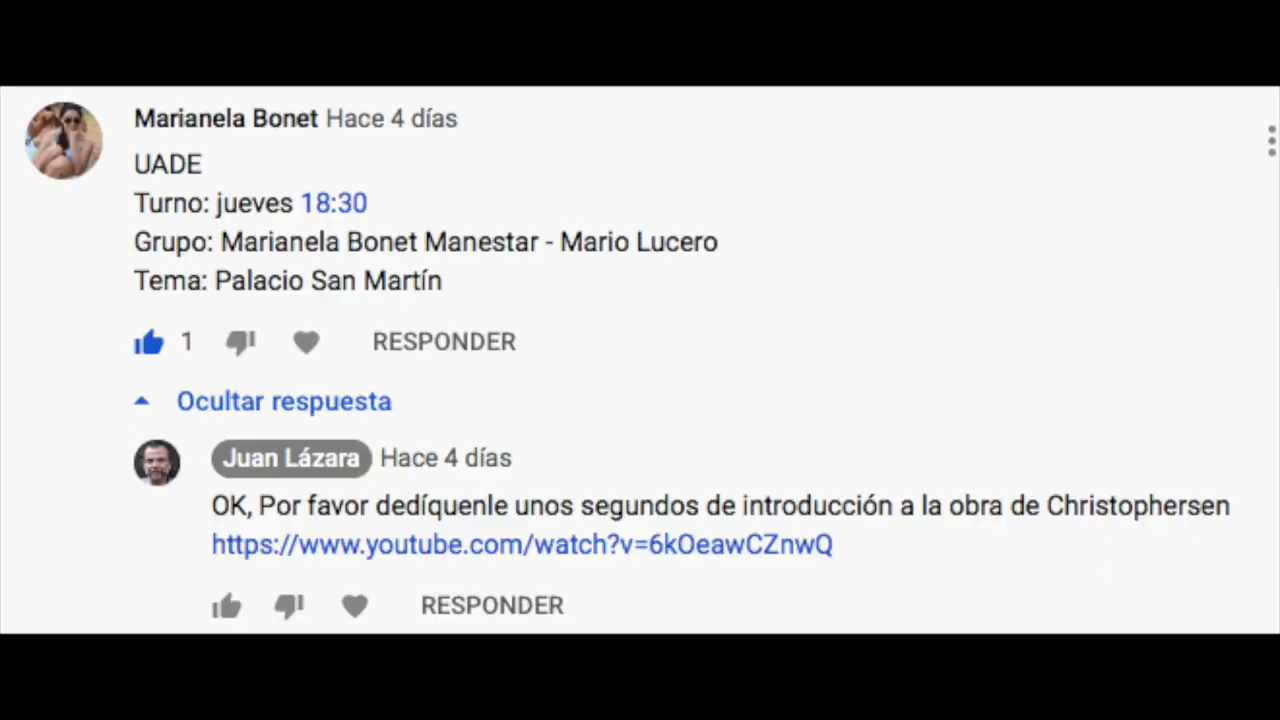 Marianela Bonet Hace 4 días
UADE
Turno: jueves 18:30
Grupo: Marianela Bonet Manestar - Mario Lucero
Tema: Palacio San Martín
1 RESPONDER
Ocultar respuesta
Juan Lázara Hace 4 días
OK, Por favor dedíquenle unos segundos de introducción a la obra de Christophersen
https://www.youtube.com/watch?v=6kOeawCZnwQ
RESPONDER